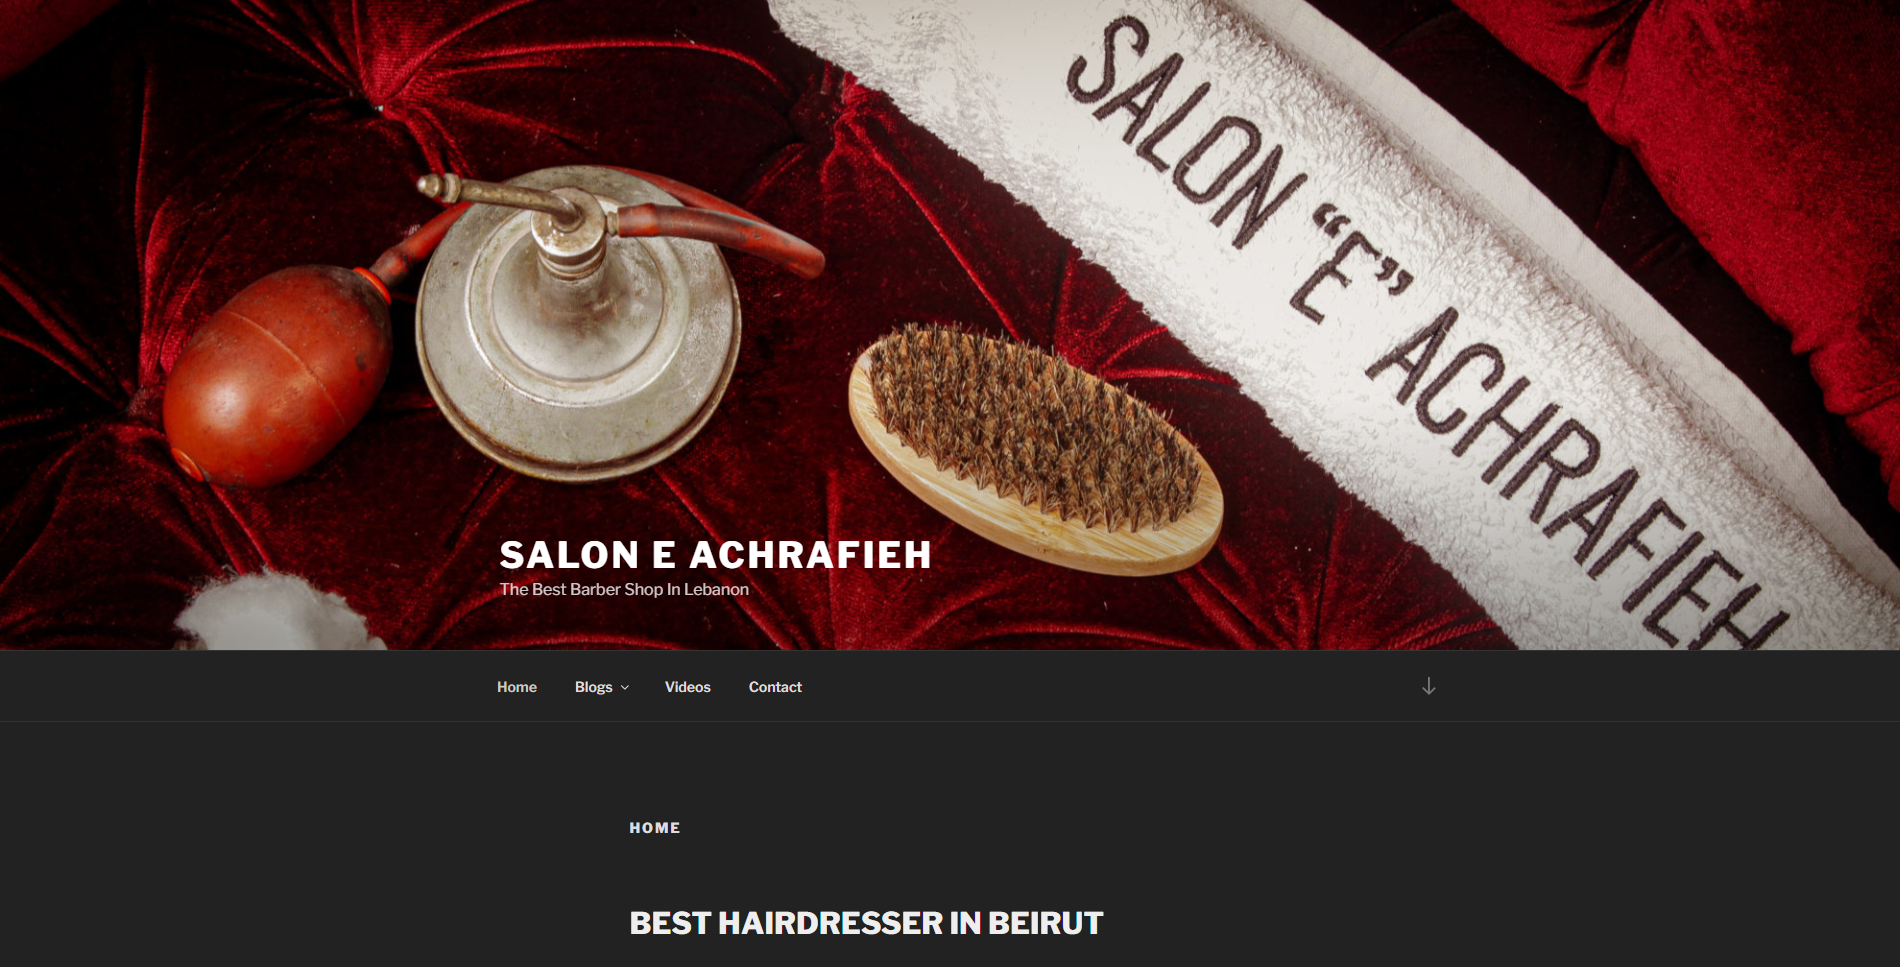 SALON “E” ACHRAFIEH
SALON E ACHRAFIEH
The Best Barber Shop In Lebanon
Home
Blogs
Videos
Contact
HOME
BEST HAIRDRESSER IN BEIRUT